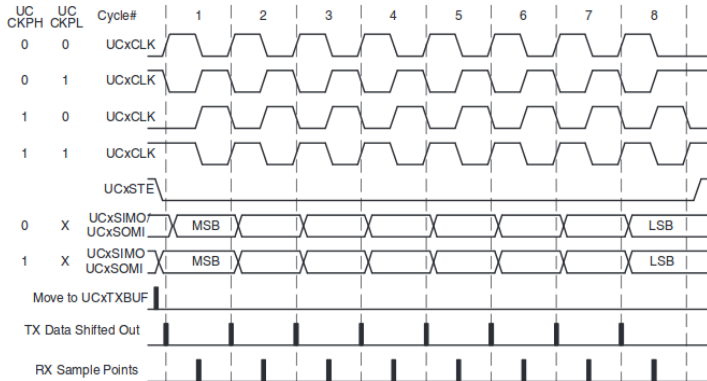 UC UC Cycle# 1 2 3 4 5 6 7 8
CKPH CKPL
0 0 UCxCLK
0 1 UCxCLK
1 0 UCxCLK
1 1 UCxCLK
UCxSTE
0 X UCxSIMO/ MSB LSB
UCxSOMI
1 X UCxSIMO MSB LSB
UCxSOMI
Move to UCxTXBUF
TX Data Shifted Out
RX Sample Points